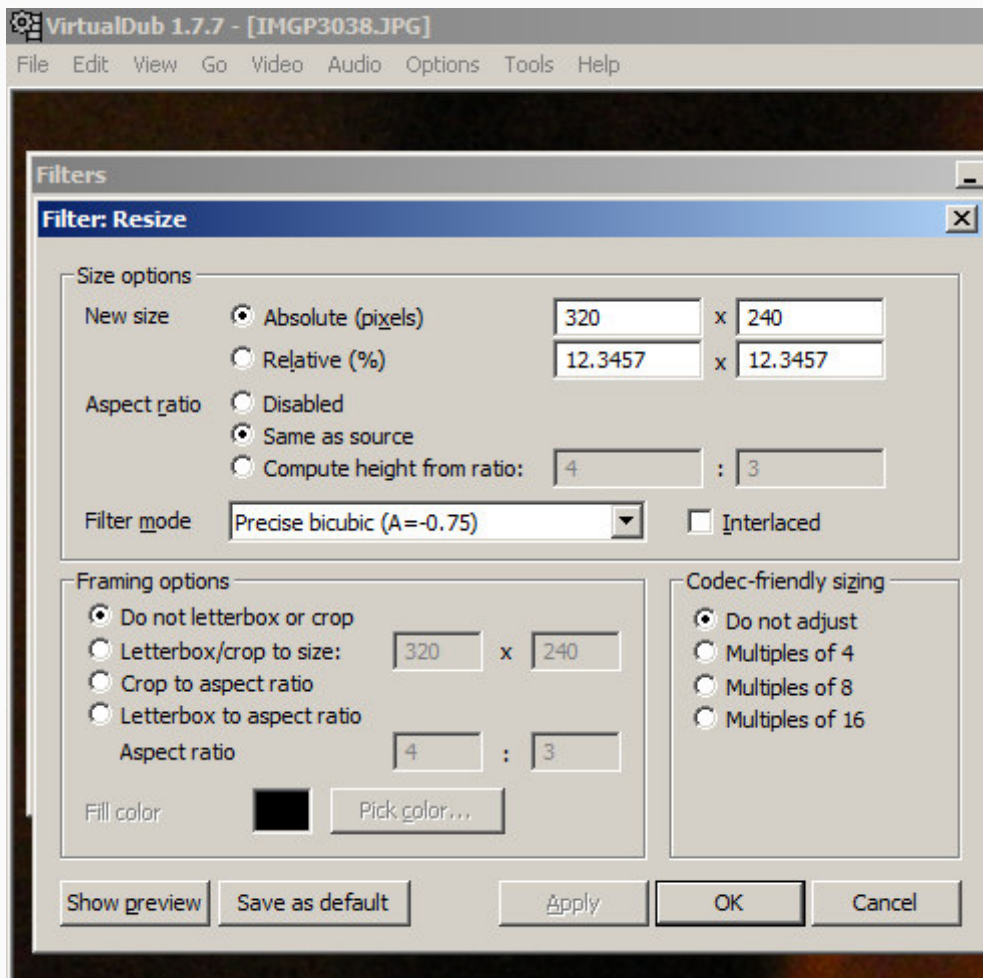 VirtualDub 1.7.7 - [IMGP3038.JPG]
File Edit View Go Video Audio Options Tools Help
Filters
Filter: Resize
Size options
New size Absolute (pixels) 320 x 240
Relative (%) 12.3457 x 12.3457
Aspect ratio Disabled
Same as source
Compute height from ratio: 4 : 3
Filter mode Precise bicubic (A=-0.75) Interlaced
Framing options
Do not letterbox or crop
Letterbox/crop to size: 320 x 240
Crop to aspect ratio
Letterbox to aspect ratio
Aspect ratio 4 : 3
Fill color Pick color...
Codec-friendly sizing
Do not adjust
Multiples of 4
Multiples of 8
Multiples of 16
Show preview Save as default Apply OK Cancel